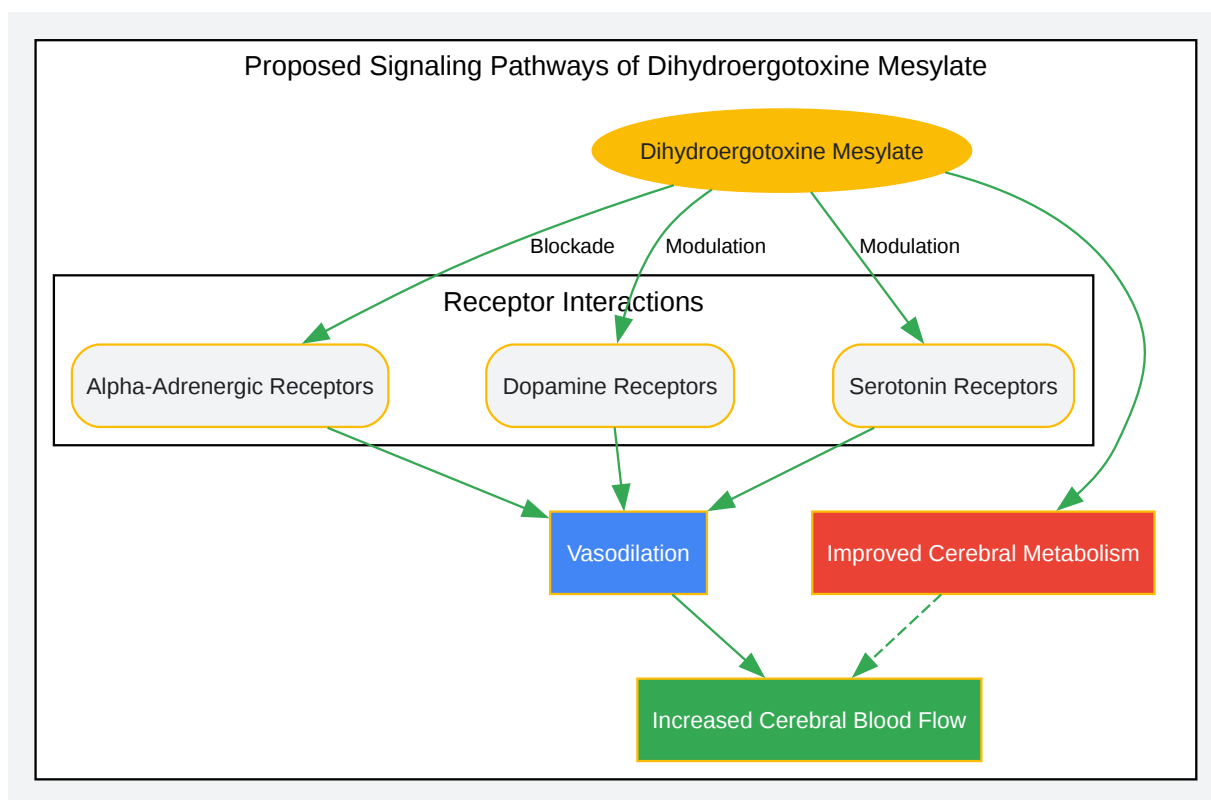 Proposed Signaling Pathways of Dihydroergotoxine Mesylate
Dihydroergotoxine Mesylate
Blockade
Modulation
Modulation
Receptor Interactions
Alpha-Adrenergic Receptors
Dopamine Receptors
Serotonin Receptors
Vasodilation
Improved Cerebral Metabolism
Increased Cerebral Blood Flow